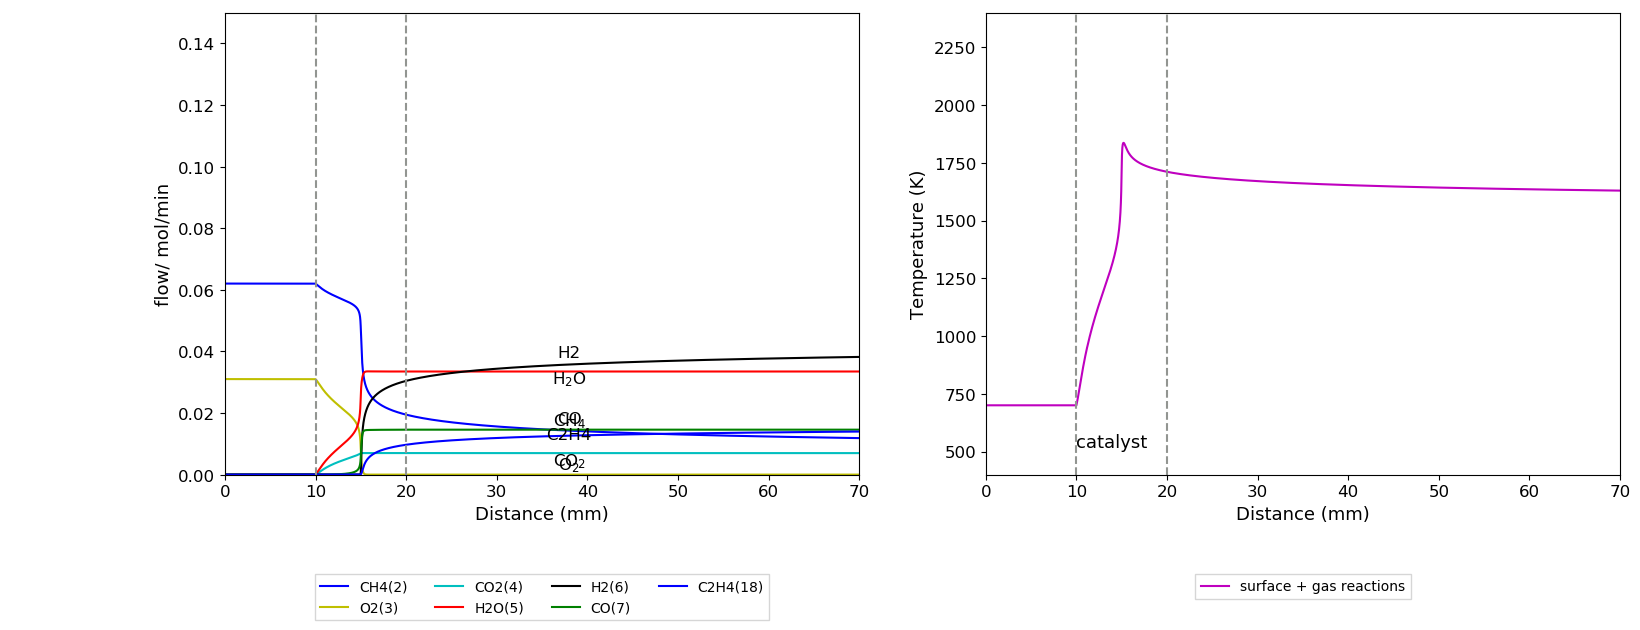 0.14
0.12
0.10
0.08
0.06
0.04
0.02
0.00
flow/ mol/min
H2
H₂O
CO
CH₄
C2H4
CO₂
O₂
0 10 20 30 40 50 60 70
Distance (mm)
CH4(2) CO2(4) H2(6) C2H4(18)
O2(3) H2O(5) CO(7)
2250
2000
1750
1500
1250
1000
750
500
Temperature (K)
catalyst
0 10 20 30 40 50 60 70
Distance (mm)
surface + gas reactions